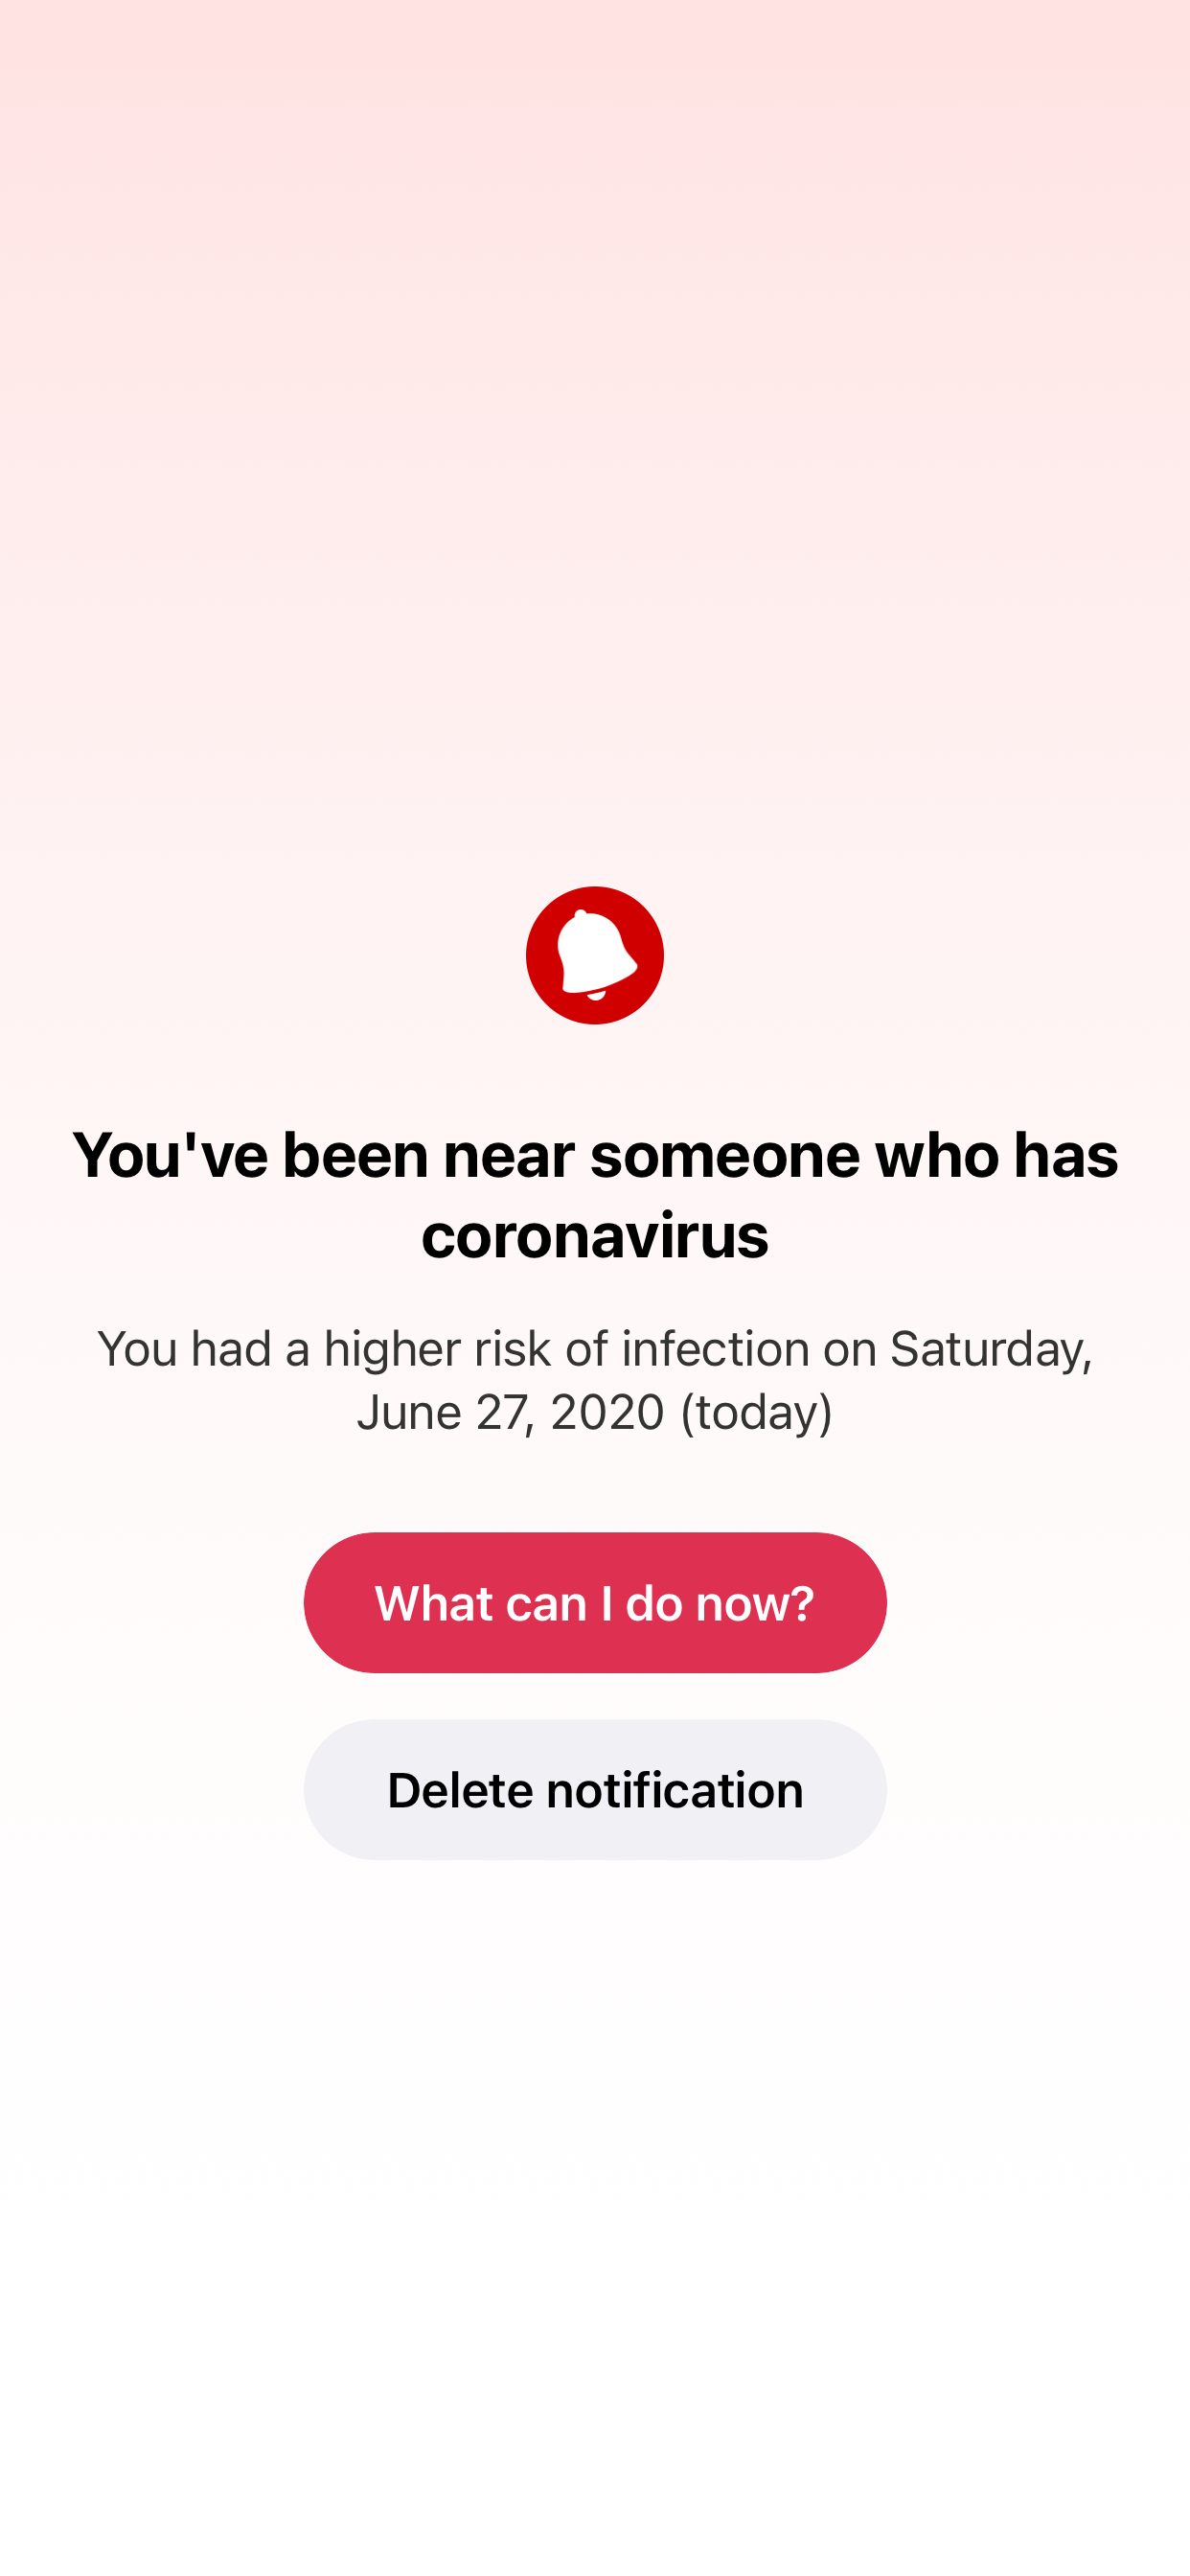 You've been near someone who has
coronavirus
You had a higher risk of infection on Saturday,
June 27, 2020 (today)
What can I do now?
Delete notification